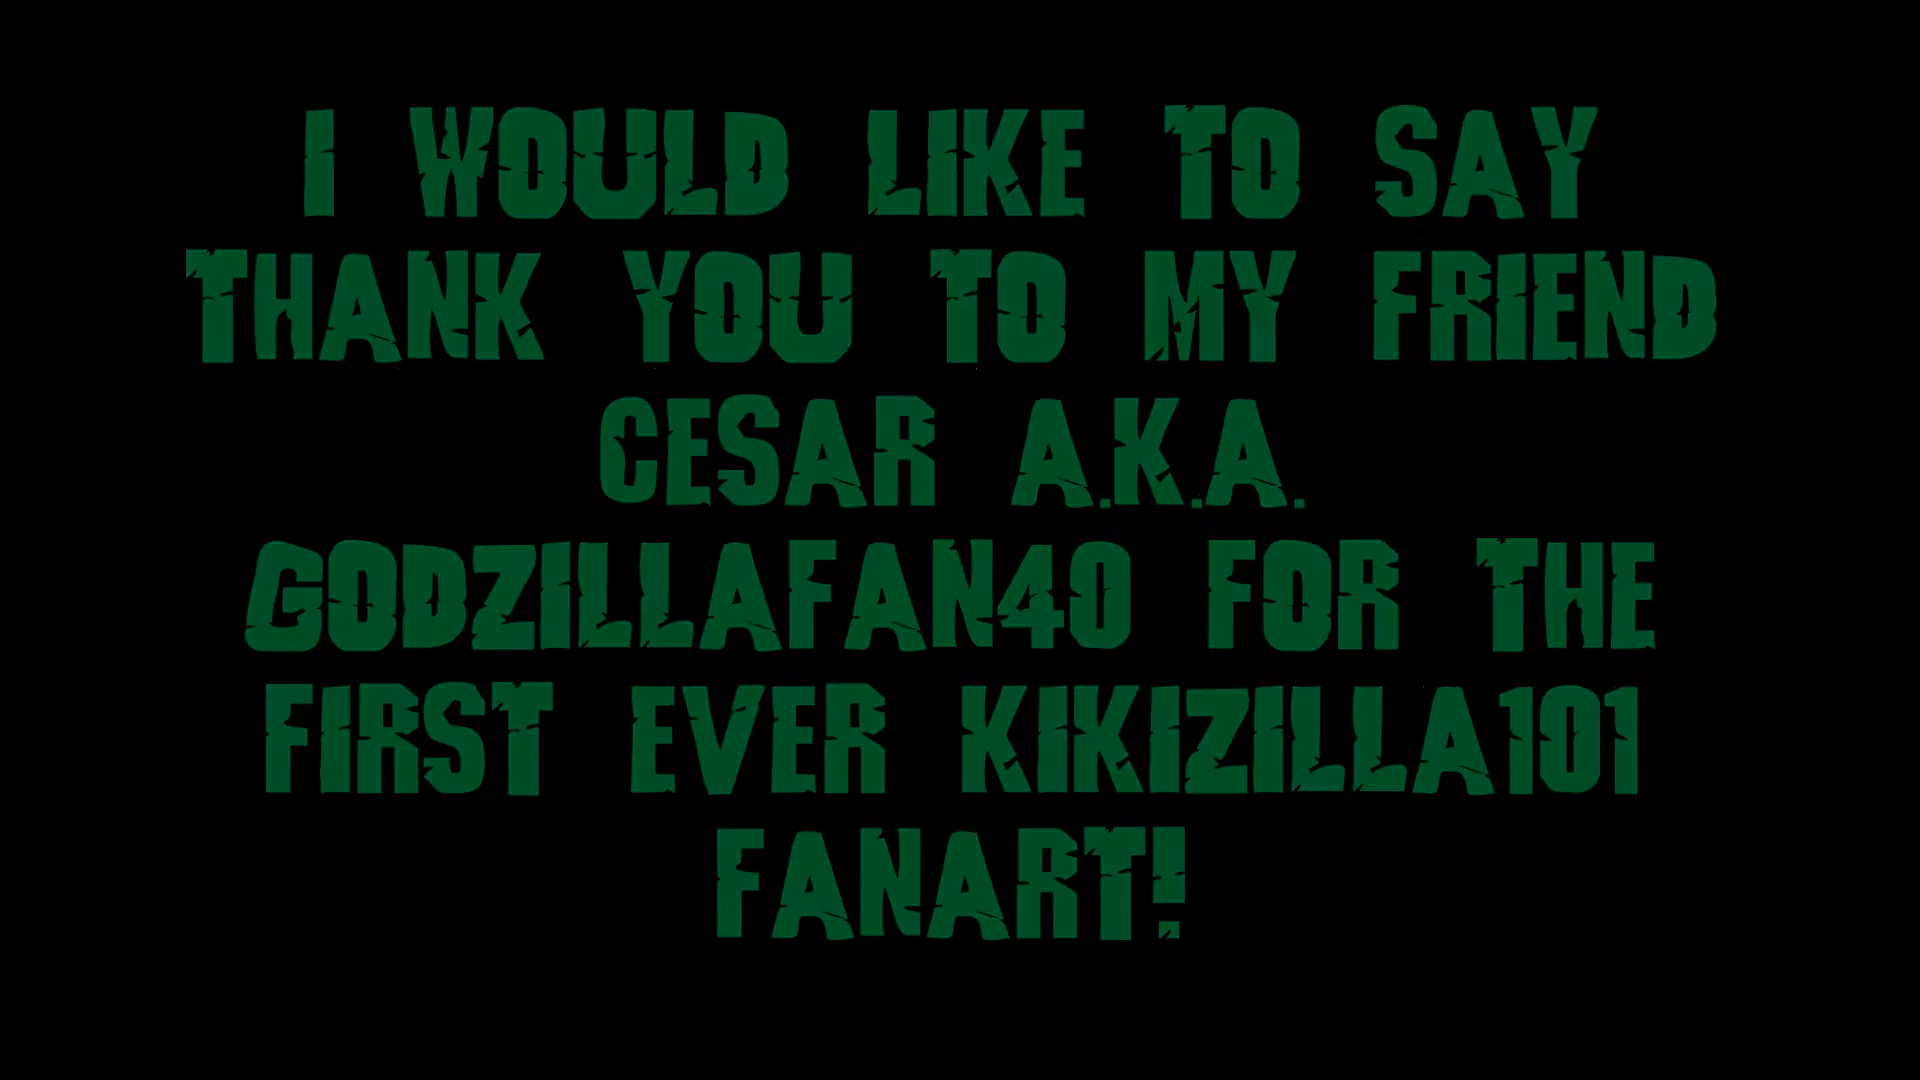 I WOULD LIKE TO SAY
THANK YOU TO MY FRIEND
CESAR A.K.A.
GODZILLAFAN40 FOR THE
FIRST EVER KIKIZILLA101
FANART!